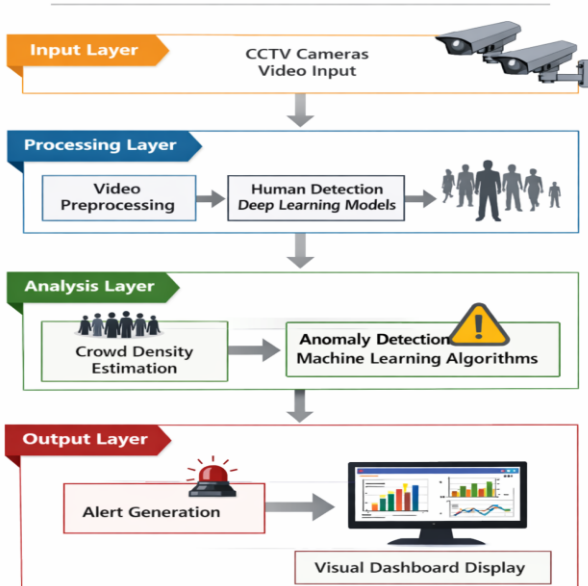 Input Layer
CCTV Cameras
Video Input
Processing Layer
Video
Preprocessing
Human Detection
Deep Learning Models
Analysis Layer
Crowd Density
Estimation
Anomaly Detection
Machine Learning Algorithms
Output Layer
Alert Generation
Visual Dashboard Display